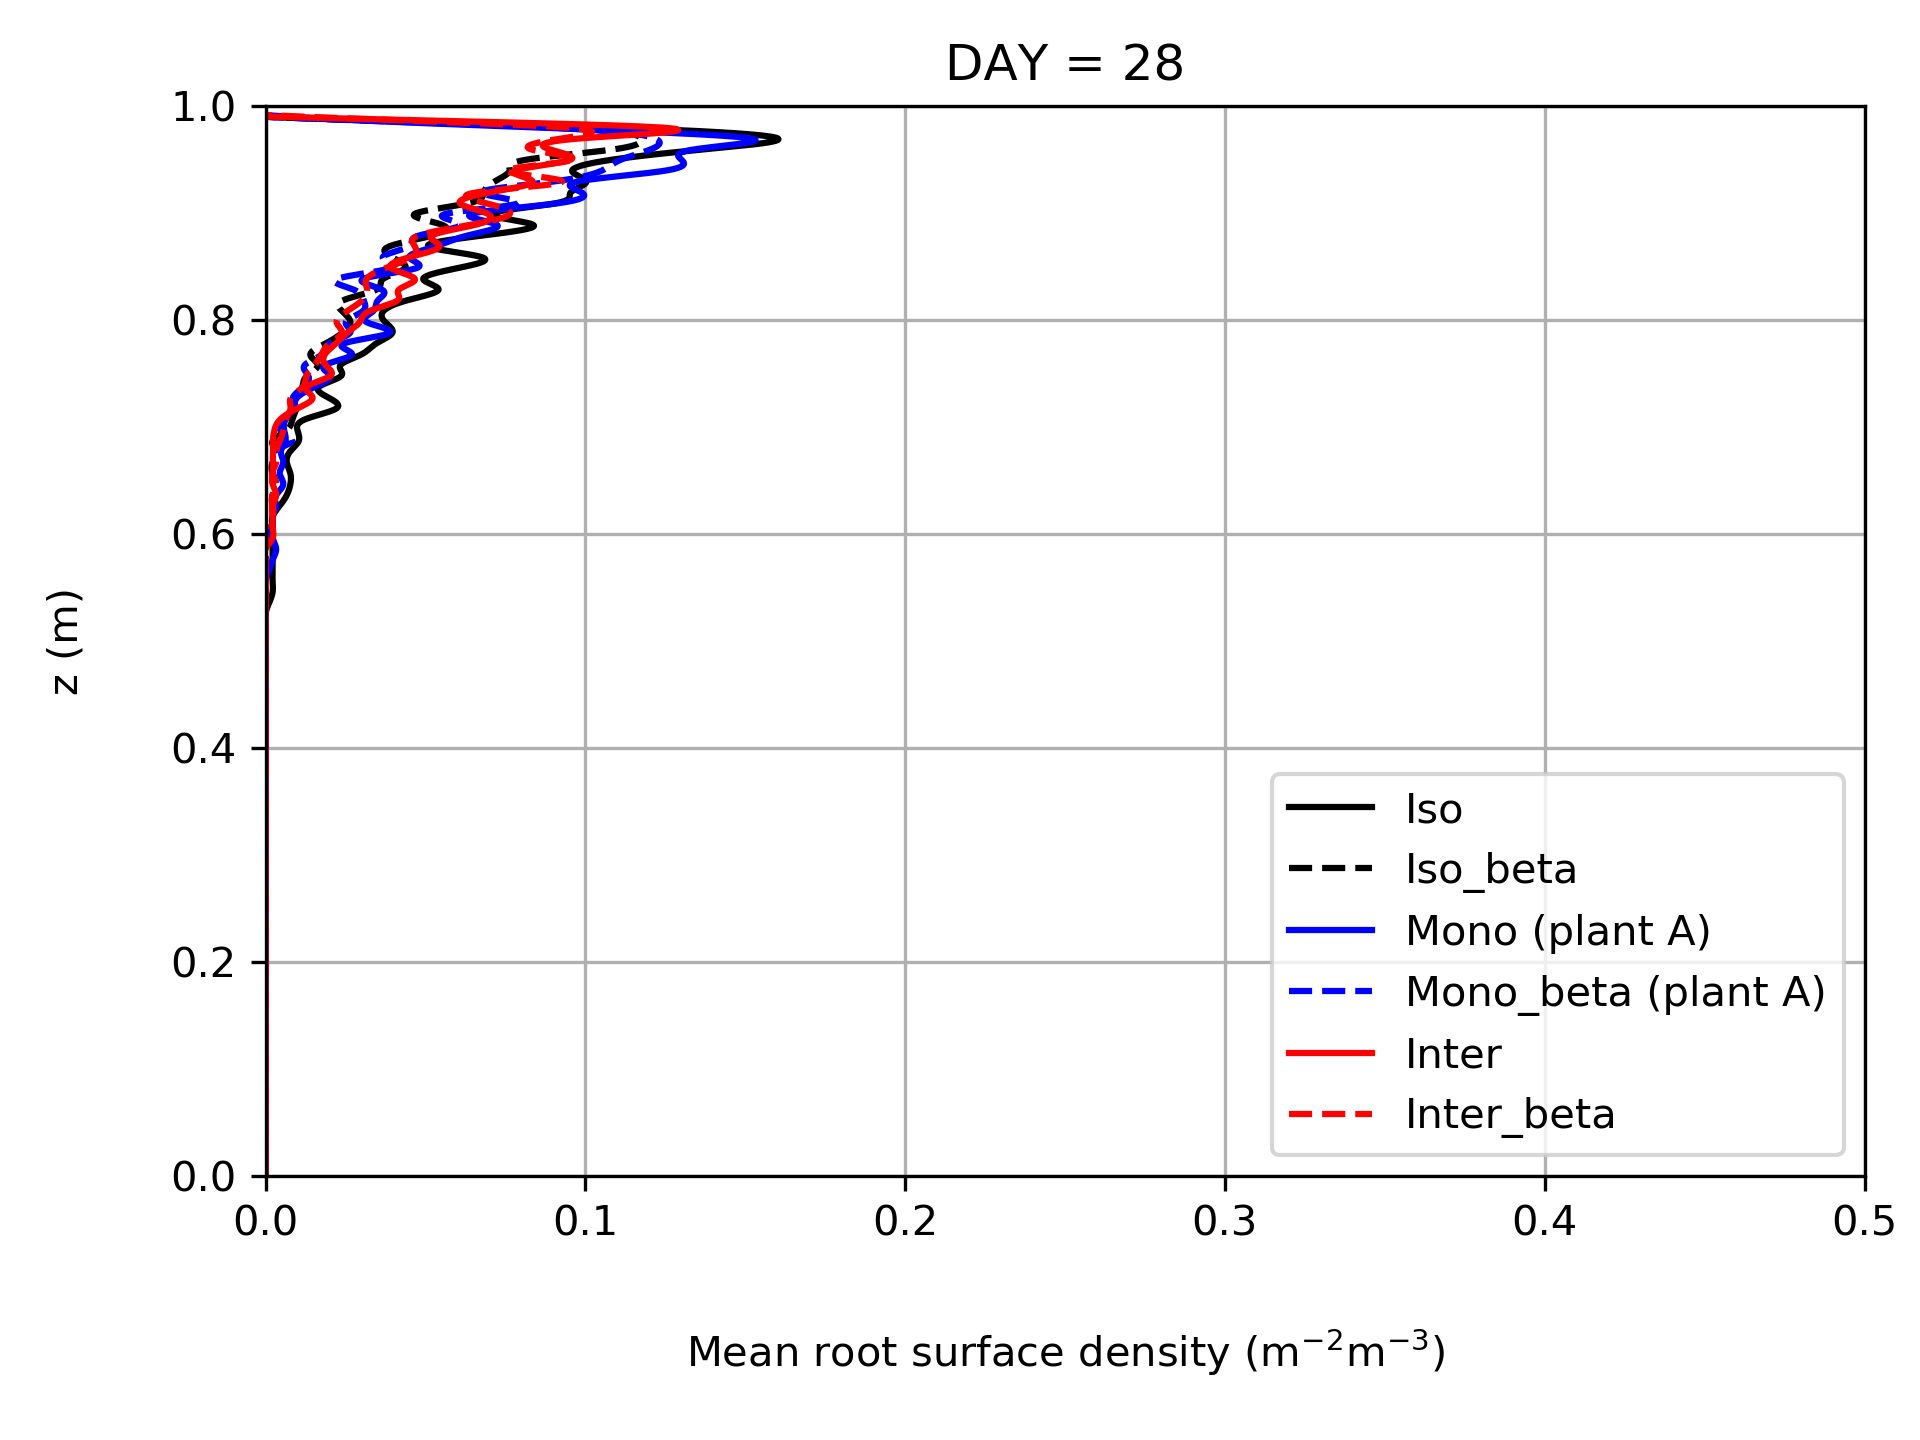 DAY = 28
1.0
0.8
0.6
0.4
0.2
0.0
z (m)
0.0 0.1 0.2 0.3 0.4 0.5
Mean root surface density (m⁻²m⁻³)
Iso
Iso_beta
Mono (plant A)
Mono_beta (plant A)
Inter
Inter_beta